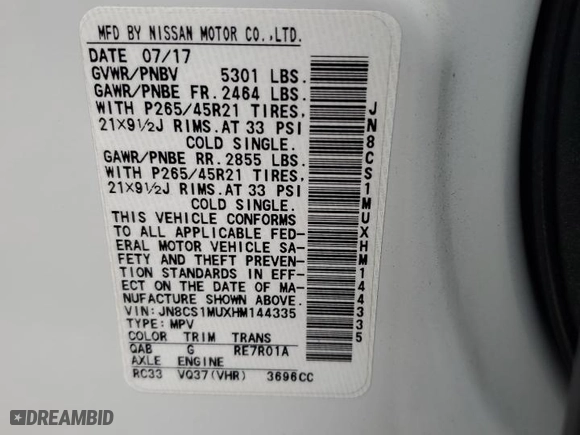 MFD BY NISSAN MOTOR CO.,LTD.
DATE 07/17
GVWR/PNBV 5301 LBS.
GAWR/PNBE FR. 2464 LBS.
WITH P265/45R21 TIRES,
21×9½J RIMS. AT 33 PSI
COLD SINGLE.
GAWR/PNBE RR. 2855 LBS.
WITH P265/45R21 TIRES,
21×9½J RIMS. AT 33 PSI
COLD SINGLE.
THIS VEHICLE CONFORMS
TO ALL APPLICABLE FED-
ERAL MOTOR VEHICLE SA-
FETY AND THEFT PREVEN-
TION STANDARDS IN EFF-
ECT ON THE DATE OF MA-
NUFACTURE SHOWN ABOVE.
VIN: JN8CS1MUXHM144335
TYPE: MPV
COLOR TRIM TRANS
QAB G RE7R01A
AXLE ENGINE
RC33 VQ37(VHR) 3696CC
JN8CS1MUXHM144335
DREAMBID